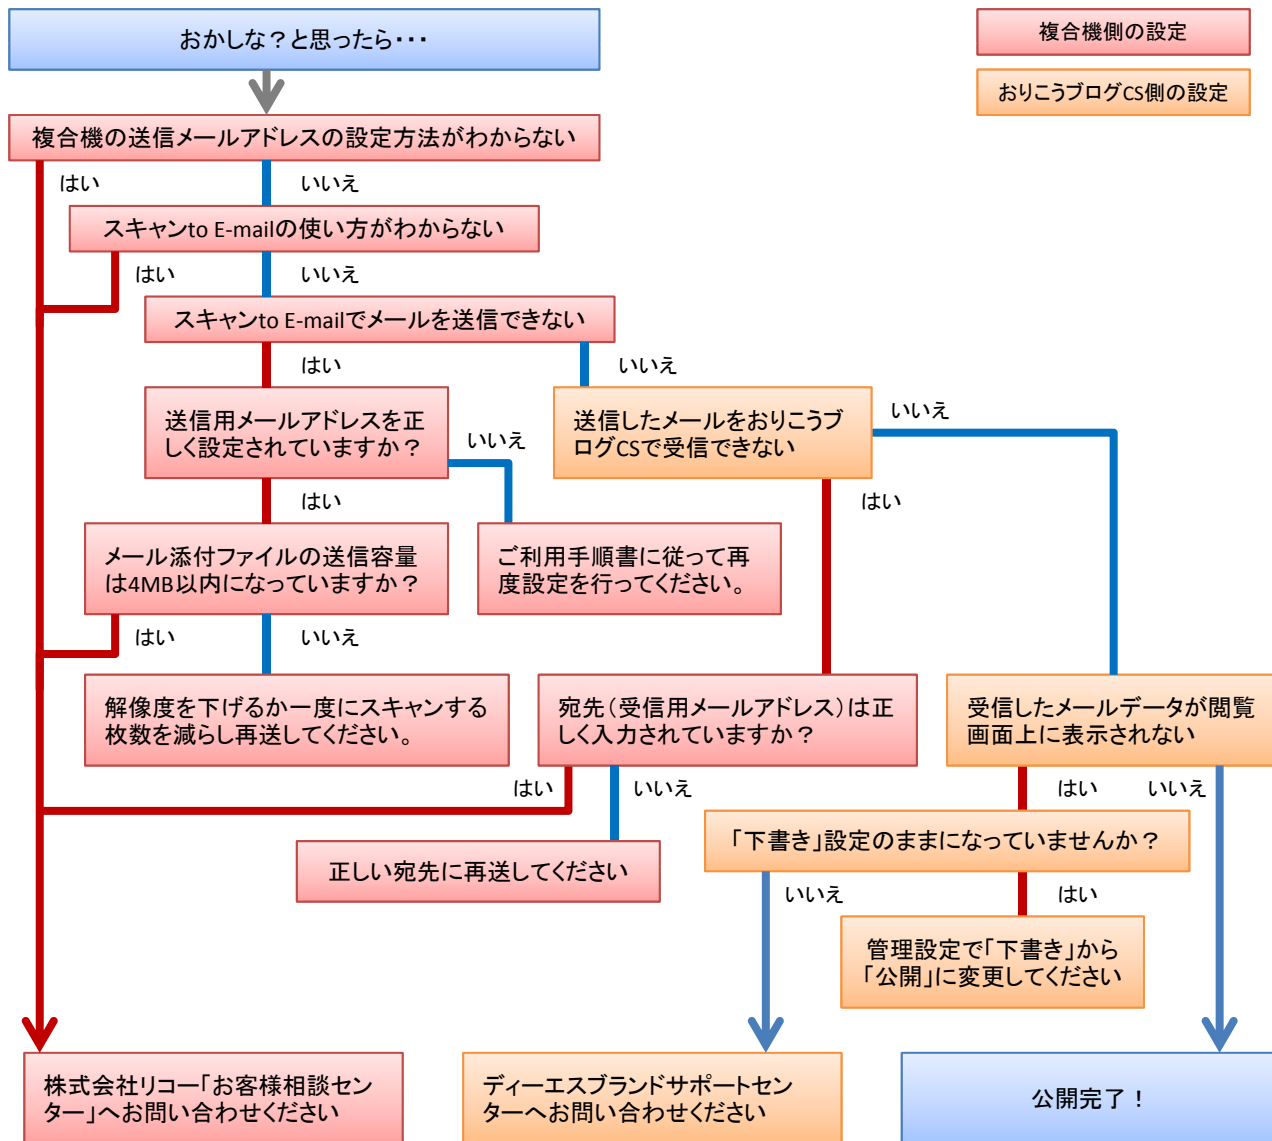 おかしな？と思ったら・・・
複合機側の設定
おりこうブログCS側の設定
複合機の送信メールアドレスの設定方法がわからない
はい
いいえ
スキャンto E-mailの使い方がわからない
はい
いいえ
スキャンto E-mailでメールを送信できない
はい
いいえ
送信用メールアドレスを正
しく設定されていますか？
いいえ
送信したメールをおりこうブ
ログCSで受信できない
いいえ
はい
はい
メール添付ファイルの送信容量
は4MB以内になっていますか？
ご利用手順書に従って再
度設定を行ってください。
はい
いいえ
解像度を下げるか一度にスキャンする
枚数を減らし再送してください。
宛先（受信用メールアドレス）は正
しく入力されていますか？
受信したメールデータが閲覧
画面上に表示されない
はい
いいえ
はい
いいえ
「下書き」設定のままになっていませんか？
正しい宛先に再送してください
いいえ
はい
管理設定で「下書き」から
「公開」に変更してください
株式会社リコー「お客様相談セン
ター」へお問い合わせください
ディーエスブランドサポートセン
ターへお問い合わせください
公開完了！